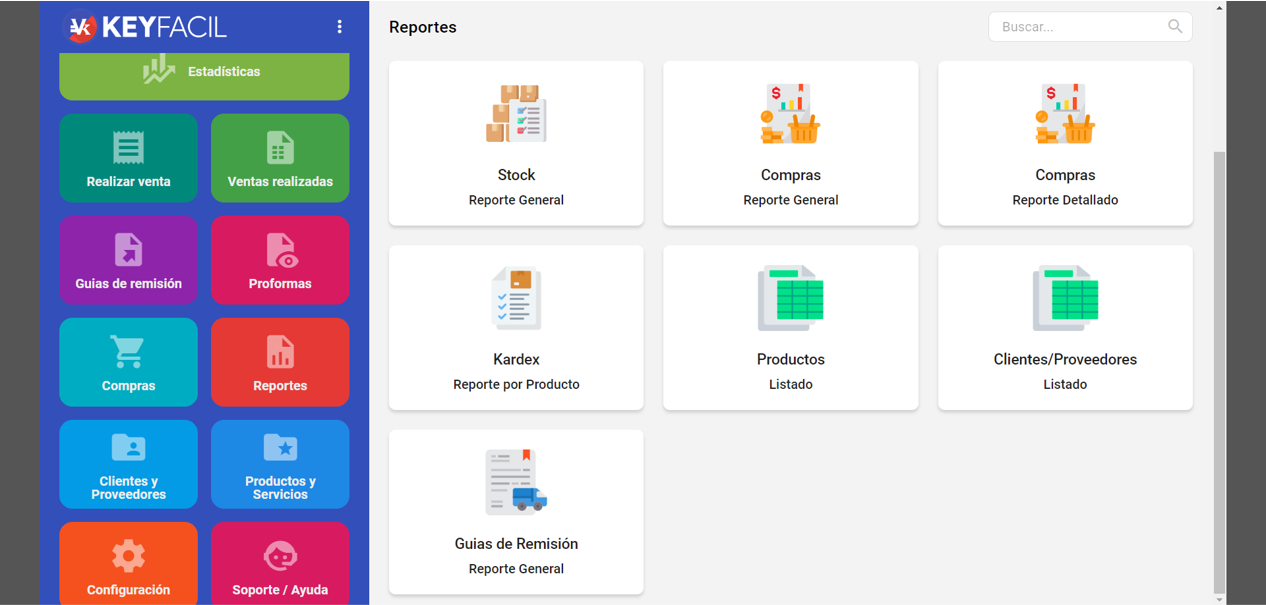 KEYFACIL
Estadísticas
Realizar venta
Ventas realizadas
Guias de remisión
Proformas
Compras
Reportes
Clientes y
Proveedores
Productos y
Servicios
Configuración
Soporte / Ayuda
Reportes
Buscar...
Stock
Reporte General
Compras
Reporte General
Compras
Reporte Detallado
Kardex
Reporte por Producto
Productos
Listado
Clientes/Proveedores
Listado
Guias de Remisión
Reporte General